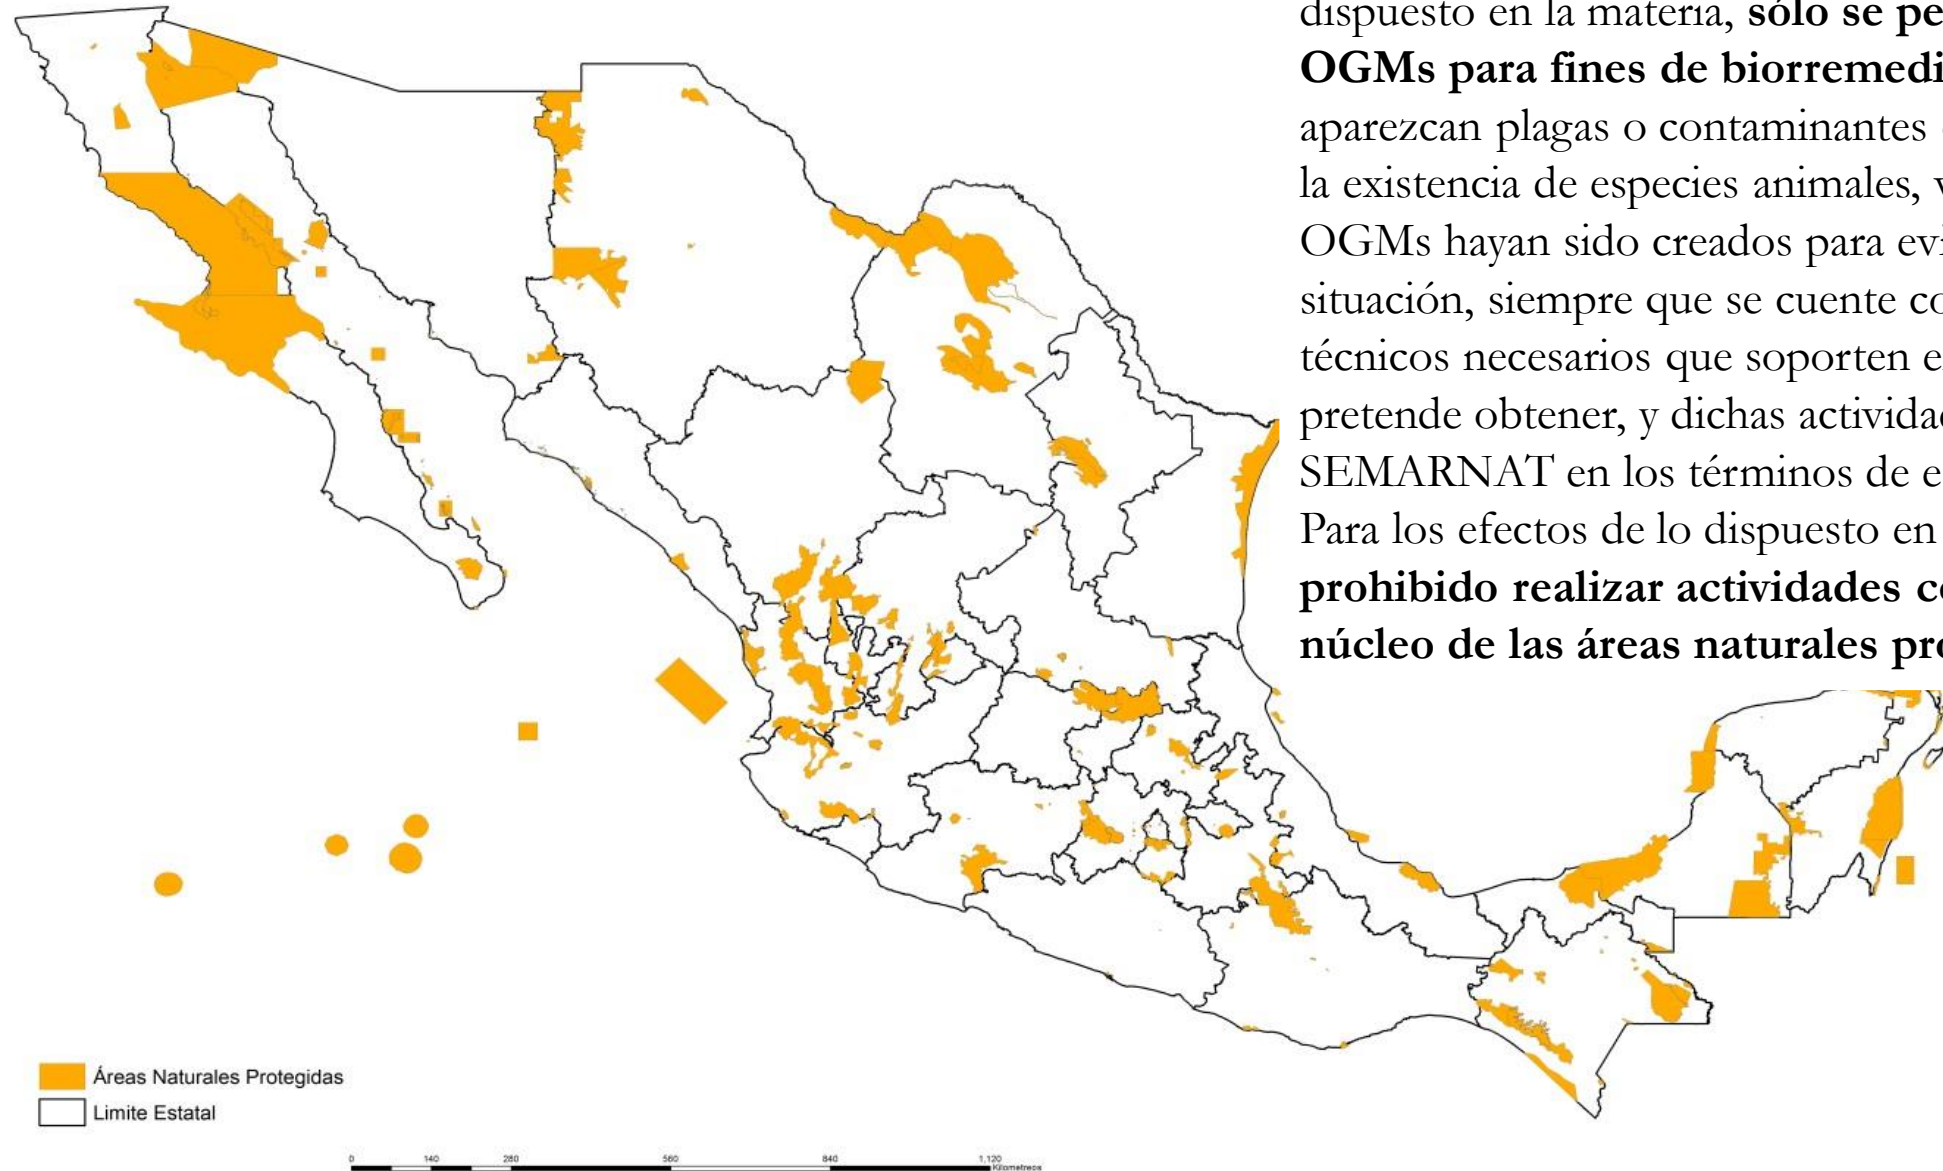 dispuesto en la materia, sólo se pe
OGMs para fines de biorremedi
aparezcan plagas o contaminantes
la existencia de especies animales, v
OGMs hayan sido creados para evi
situación, siempre que se cuente co
técnicos necesarios que soporten e
pretende obtener, y dichas actividad
SEMARNAT en los términos de e
Para los efectos de lo dispuesto en
prohibido realizar actividades co
núcleo de las áreas naturales pro
Áreas Naturales Protegidas
Limite Estatal
0 140 280 560 840 1,120
Kilometreos